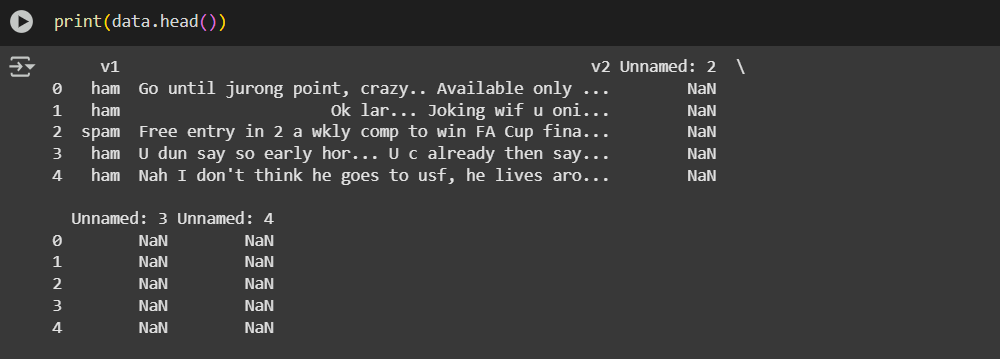 print(data.head())
v1 v2 Unnamed: 2 \
0 ham Go until jurong point, crazy.. Available only ... NaN
1 ham Ok lar... Joking wif u oni... NaN
2 spam Free entry in 2 a wkly comp to win FA Cup fina... NaN
3 ham U dun say so early hor... U c already then say... NaN
4 ham Nah I don't think he goes to usf, he lives aro... NaN
Unnamed: 3 Unnamed: 4
0 NaN NaN
1 NaN NaN
2 NaN NaN
3 NaN NaN
4 NaN NaN